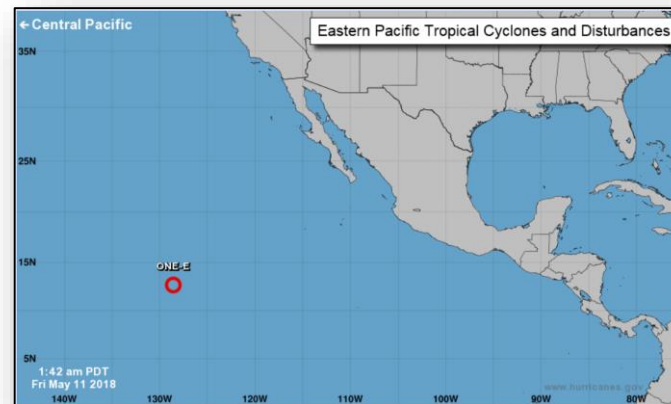 ← Central Pacific
Eastern Pacific Tropical Cyclones and Disturbances
35N
25N
15N
ONE-E
5N
1:42 am PDT
Fri May 11 2018
www.hurricanes.gov
140W 130W 120W 110W 100W 90W 80W